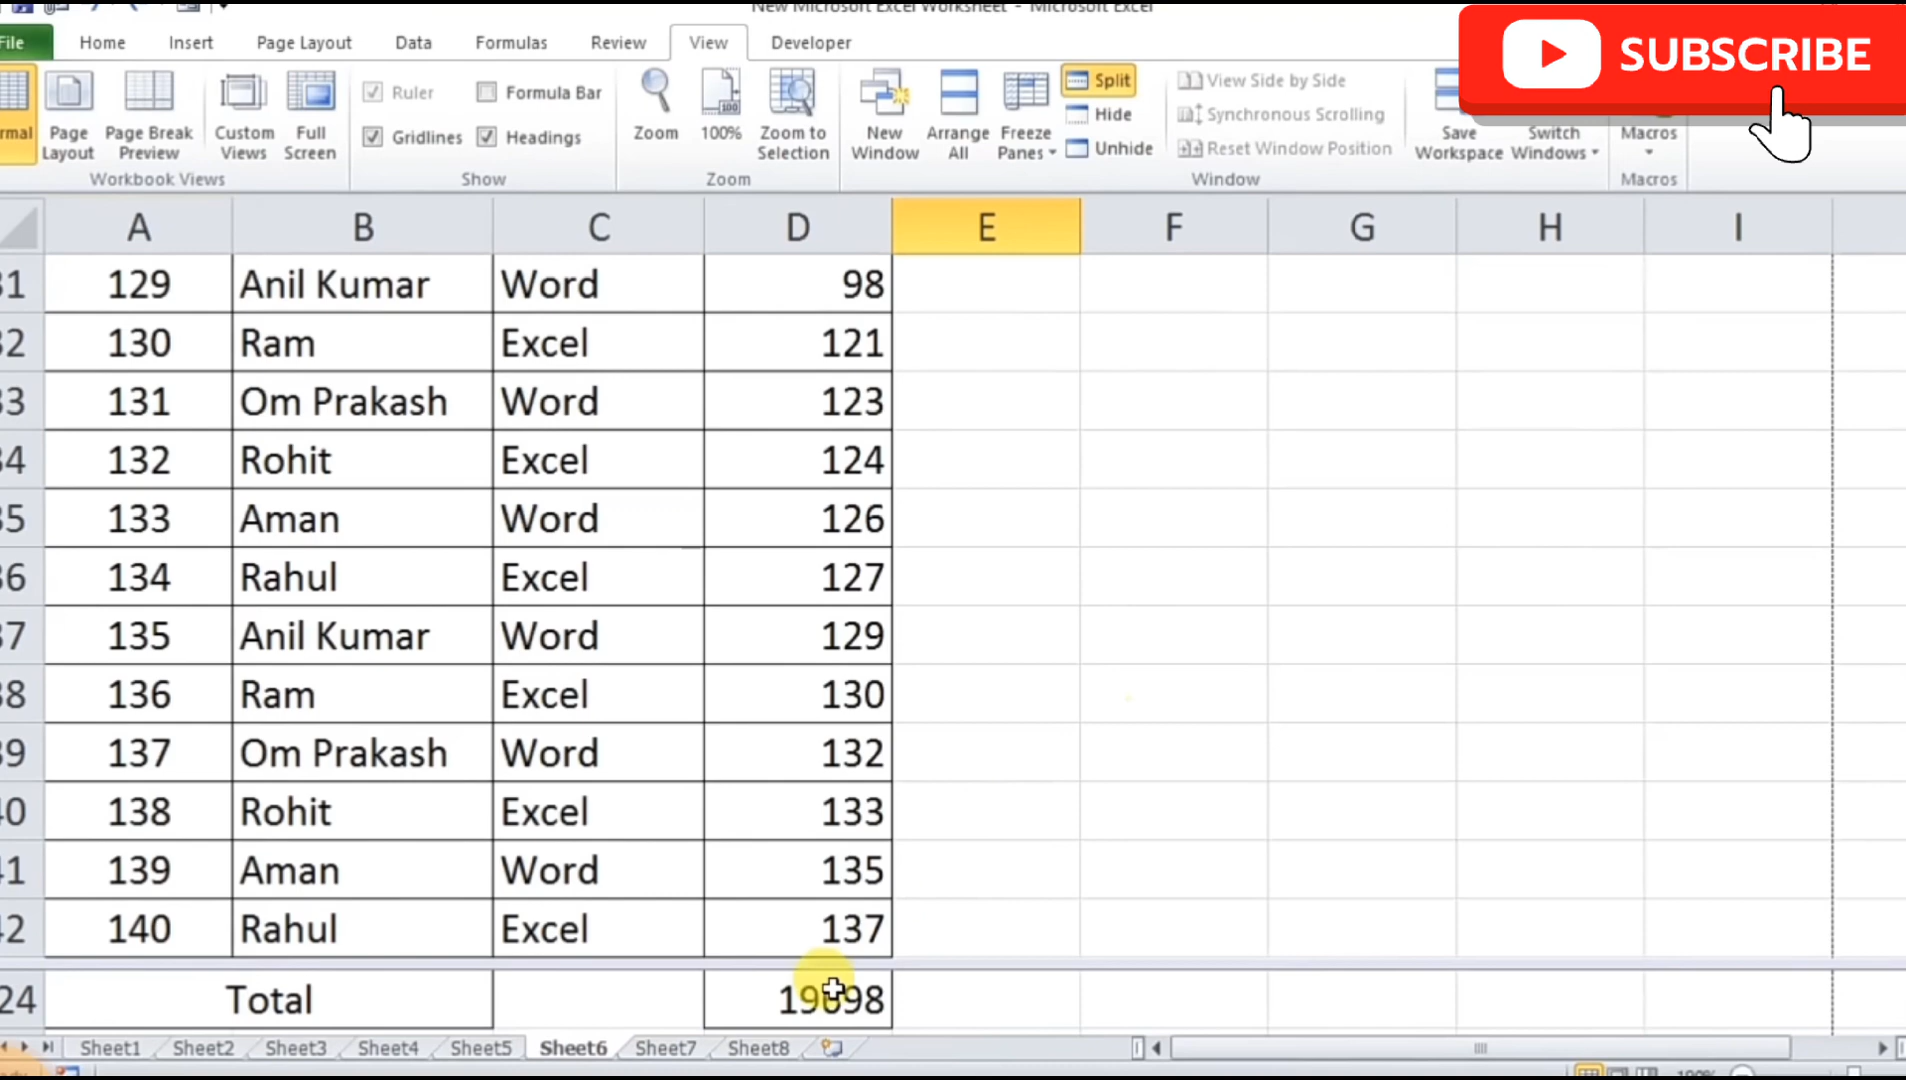 New Microsoft Excel Worksheet - Microsoft Excel
File Home Insert Page Layout Data Formulas Review View Developer
SUBSCRIBE
Ruler Formula Bar
Gridlines Headings
Page Layout
Page Break Preview
Custom Views
Full Screen
Zoom
100%
Zoom to Selection
New Window
Arrange All
Freeze Panes
Split
Hide
Unhide
View Side by Side
Synchronous Scrolling
Reset Window Position
Save Workspace
Switch Windows
Macros
Workbook Views Show Zoom Window Macros
A B C D E F G H I
31 129 Anil Kumar Word 98
32 130 Ram Excel 121
33 131 Om Prakash Word 123
34 132 Rohit Excel 124
35 133 Aman Word 126
36 134 Rahul Excel 127
37 135 Anil Kumar Word 129
38 136 Ram Excel 130
39 137 Om Prakash Word 132
40 138 Rohit Excel 133
41 139 Aman Word 135
42 140 Rahul Excel 137
24 Total
Sheet1 Sheet2 Sheet3 Sheet4 Sheet5 Sheet6 Sheet7 Sheet8